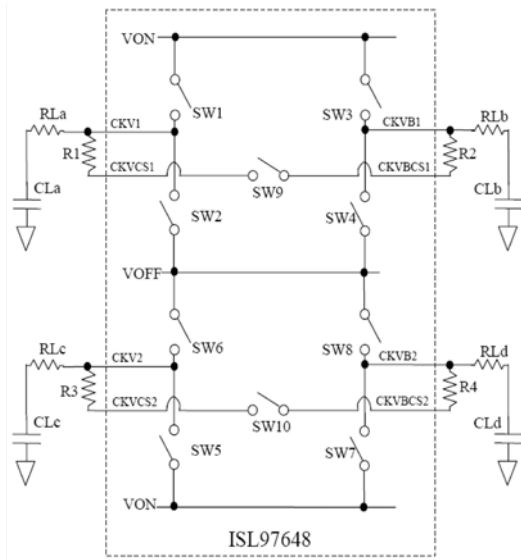 VON
SW1
SW3
RLa
CKV1
CKVB1
RLb
R1
R2
CKVCS1
CKVBCS1
SW9
CLa
CLb
SW2
SW4
VOFF
SW6
SW8
RLc
CKV2
CKVB2
RLd
R3
R4
CKVCS2
CKVBCS2
SW10
CLc
CLd
SW5
SW7
VON
ISL97648